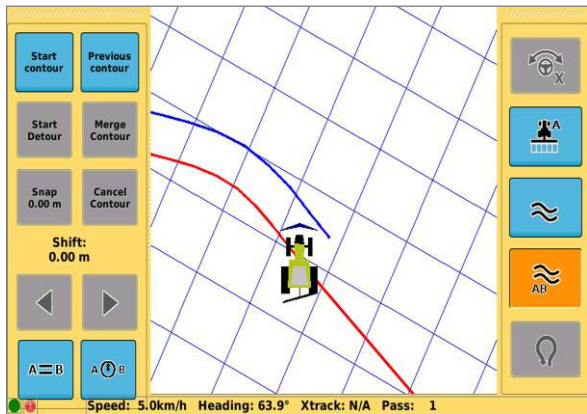 Start
contour
Previous
contour
Start
Detour
Merge
Contour
Snap
0.00 m
Cancel
Contour
Shift:
0.00 m
A=B
A B
X
A
AB
Speed: 5.0km/h Heading: 63.9° Xtrack: N/A Pass: 1